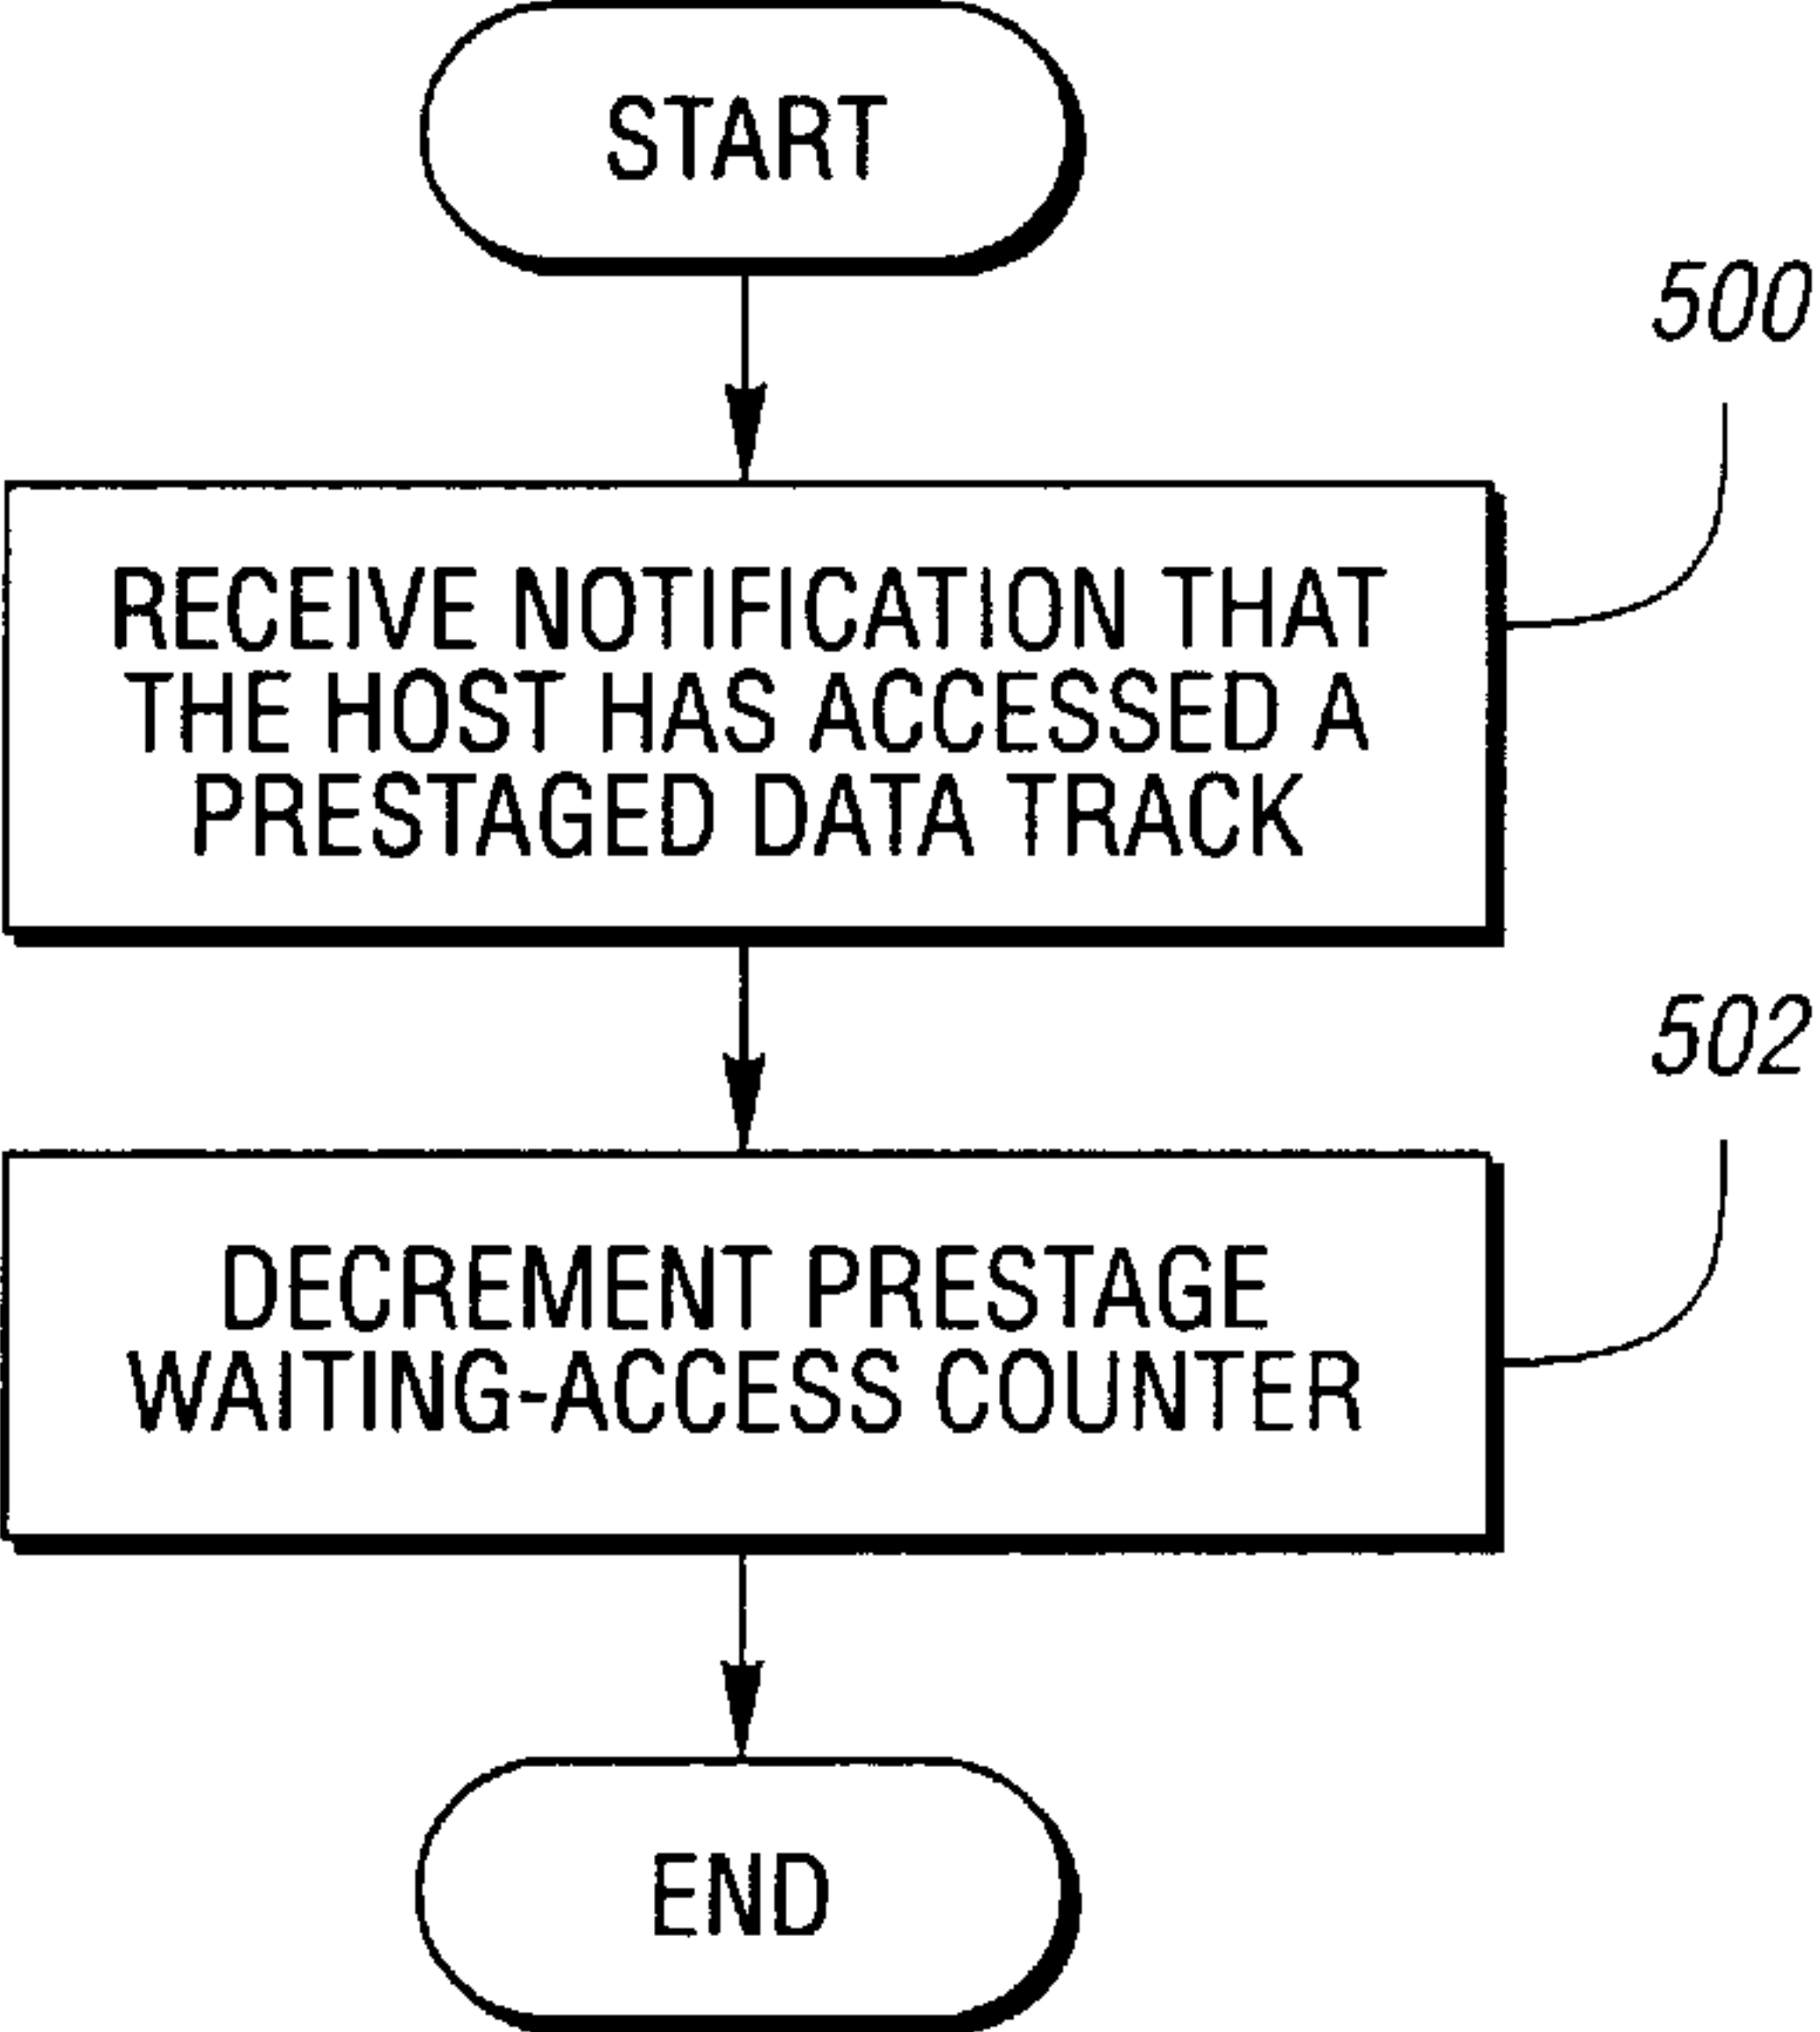 START
500
RECEIVE NOTIFICATION THAT
THE HOST HAS ACCESSED A
PRESTAGED DATA TRACK
502
DECREMENT PRESTAGE
WAITING-ACCESS COUNTER
END